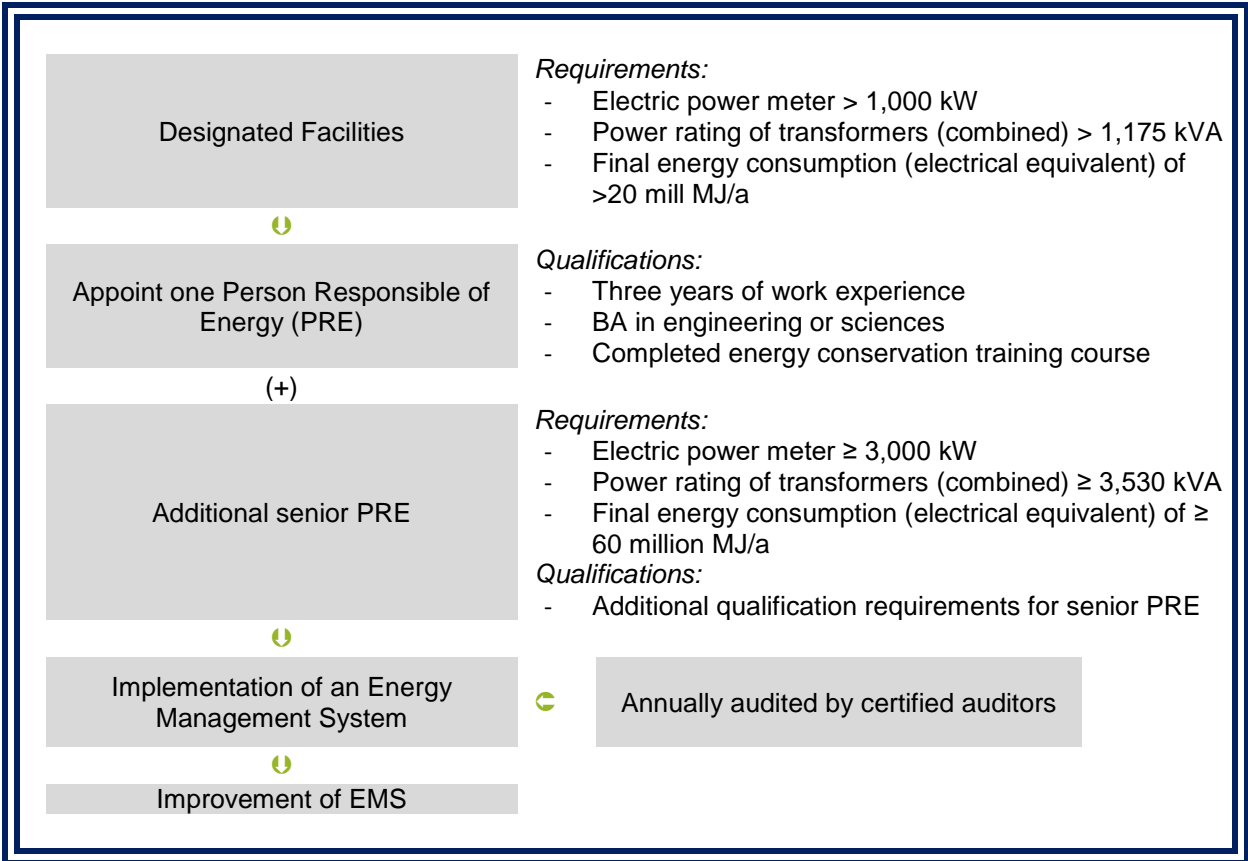 Designated Facilities
Requirements:
- Electric power meter > 1,000 kW
- Power rating of transformers (combined) > 1,175 kVA
- Final energy consumption (electrical equivalent) of
>20 mill MJ/a
Appoint one Person Responsible of
Energy (PRE)
Qualifications:
- Three years of work experience
- BA in engineering or sciences
- Completed energy conservation training course
(+)
Additional senior PRE
Requirements:
- Electric power meter ≥ 3,000 kW
- Power rating of transformers (combined) ≥ 3,530 kVA
- Final energy consumption (electrical equivalent) of ≥
60 million MJ/a
Qualifications:
- Additional qualification requirements for senior PRE
Implementation of an Energy
Management System
Annually audited by certified auditors
Improvement of EMS